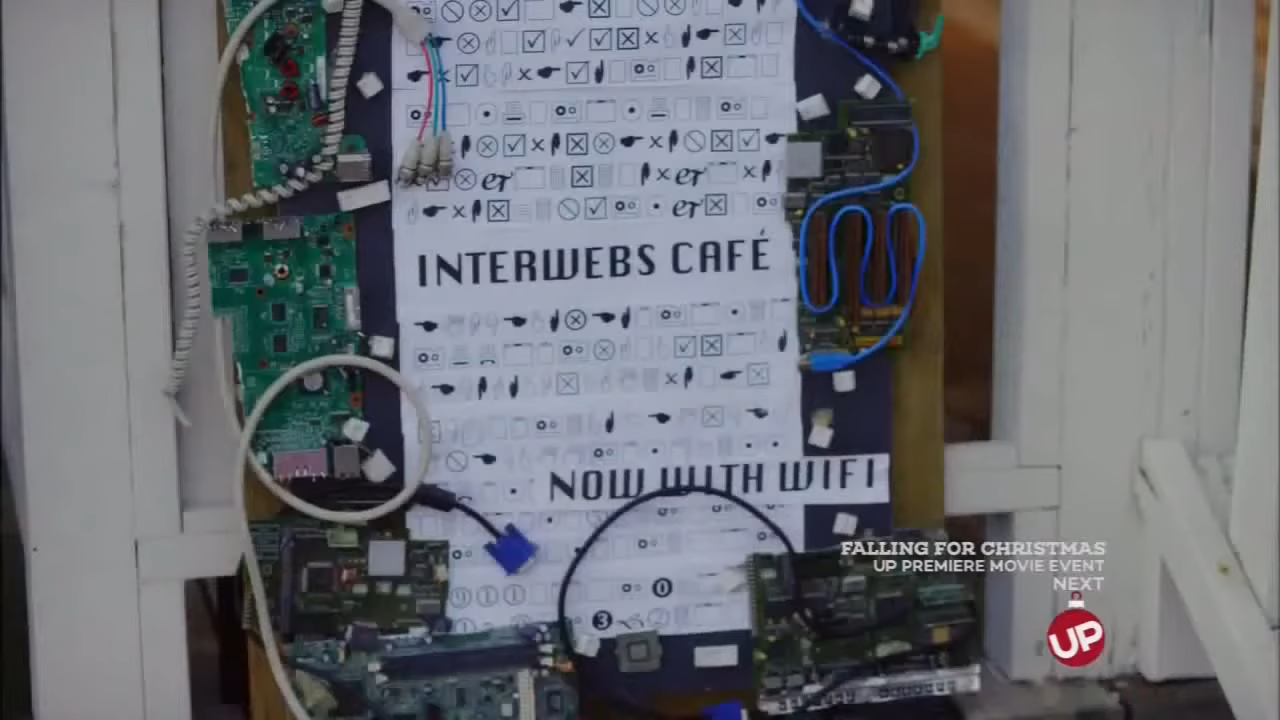 INTERWEBS CAFÉ
NOW WITH WIFI
FALLING FOR CHRISTMAS
UP PREMIERE MOVIE EVENT
NEXT
UP